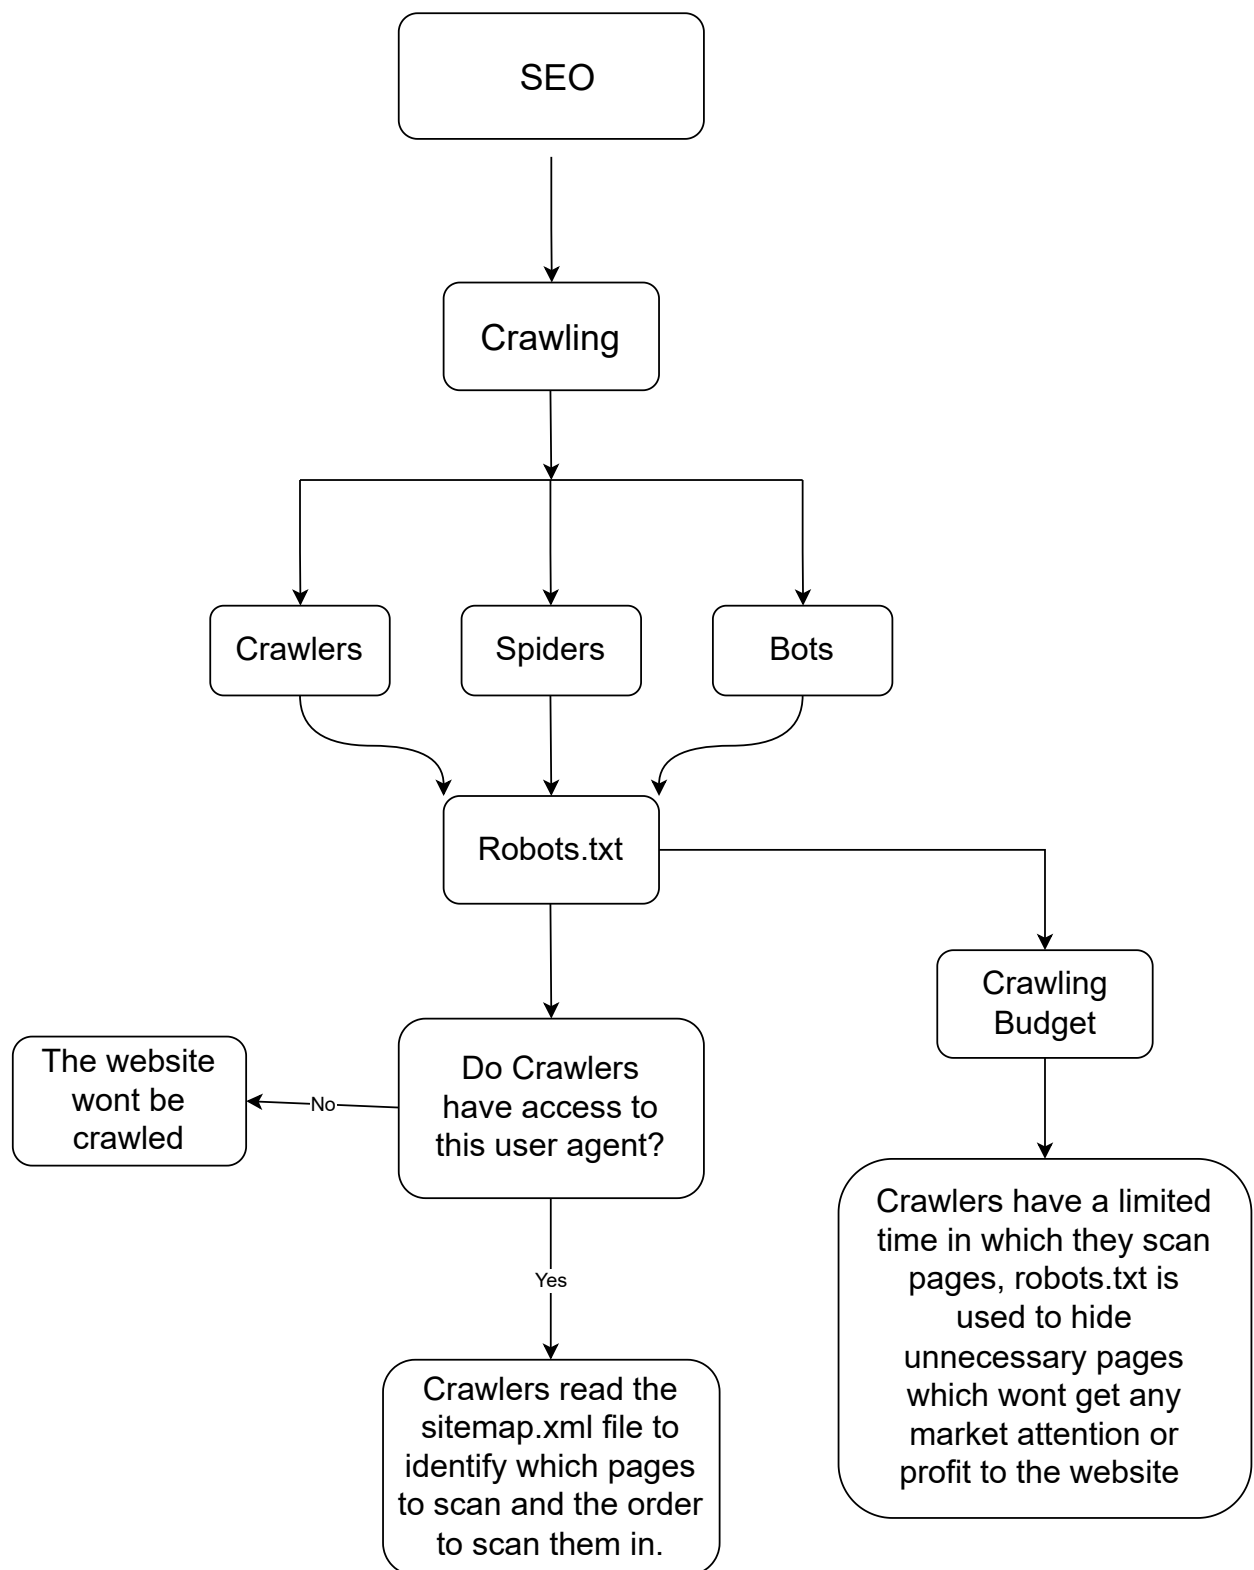 SEO
Crawling
Crawlers
Spiders
Bots
Robots.txt
Crawling
Budget
The website
wont be
crawled
No
Do Crawlers
have access to
this user agent?
Yes
Crawlers have a limited
time in which they scan
pages, robots.txt is
used to hide
unnecessary pages
which wont get any
market attention or
profit to the website
Crawlers read the
sitemap.xml file to
identify which pages
to scan and the order
to scan them in.